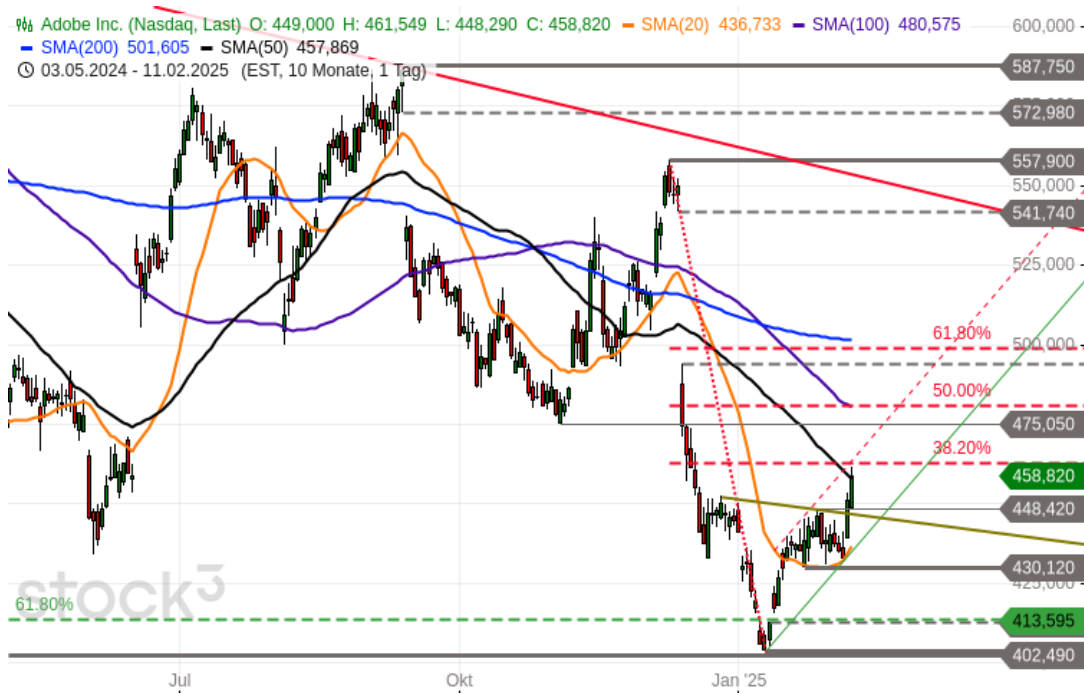 Adobe Inc. (Nasdaq, Last) O: 449,000 H: 461,549 L: 448,290 C: 458,820 SMA(20) 436,733 SMA(100) 480,575
SMA(200) 501,605 SMA(50) 457,869
03.05.2024 - 11.02.2025 (EST, 10 Monate, 1 Tag)
600,000
587,750
572,980
557,900
550,000
541,740
525,000
61,80%
500,000
50.00%
475,050
38.20%
458,820
448,420
430,120
425,000
stock3
61.80%
413,595
402,490
Jul
Okt
Jan '25